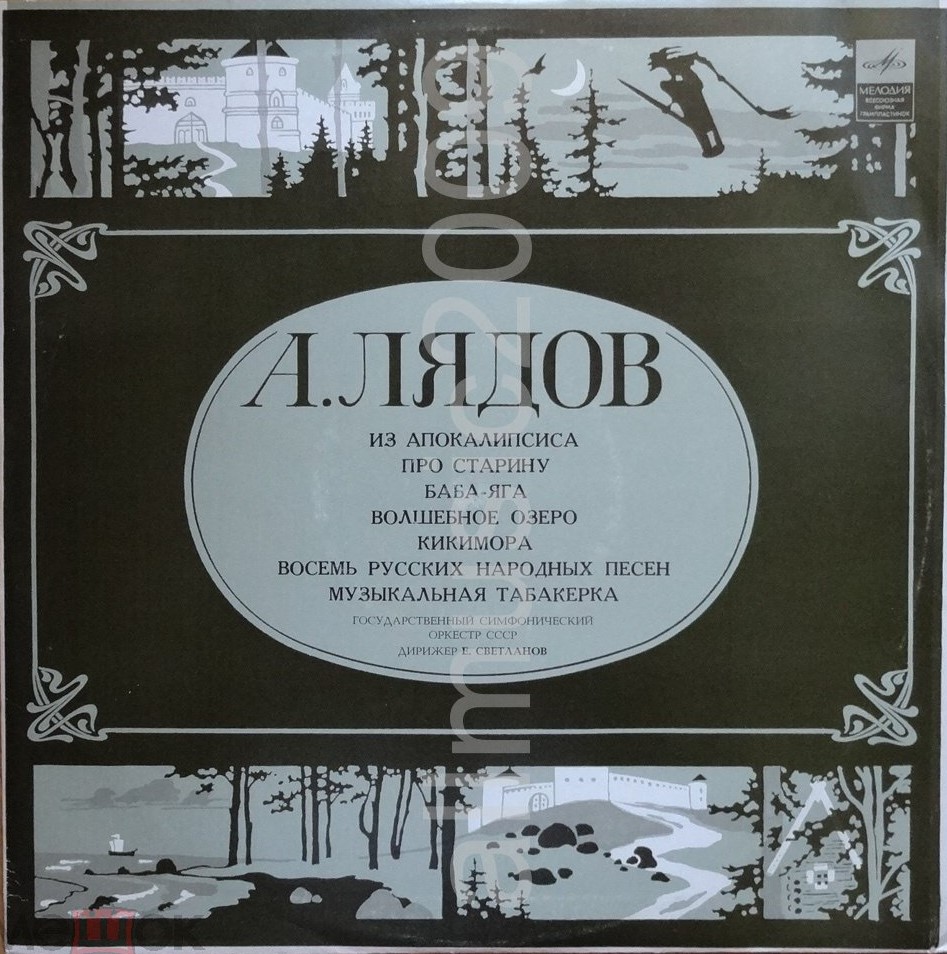 МЕЛОДИЯ
ВСЕСОЮЗНАЯ
ФИРМА
ГРАМПЛАСТИНОК
А.ЛЯДОВ
ИЗ АПОКАЛИПСИСА
ПРО СТАРИНУ
БАБА-ЯГА
ВОЛШЕБНОЕ ОЗЕРО
КИКИМОРА
ВОСЕМЬ РУССКИХ НАРОДНЫХ ПЕСЕН
МУЗЫКАЛЬНАЯ ТАБАКЕРКА
ГОСУДАРСТВЕННЫЙ СИМФОНИЧЕСКИЙ
ОРКЕСТР СССР
ДИРИЖЕР Е. СВЕТЛАНОВ